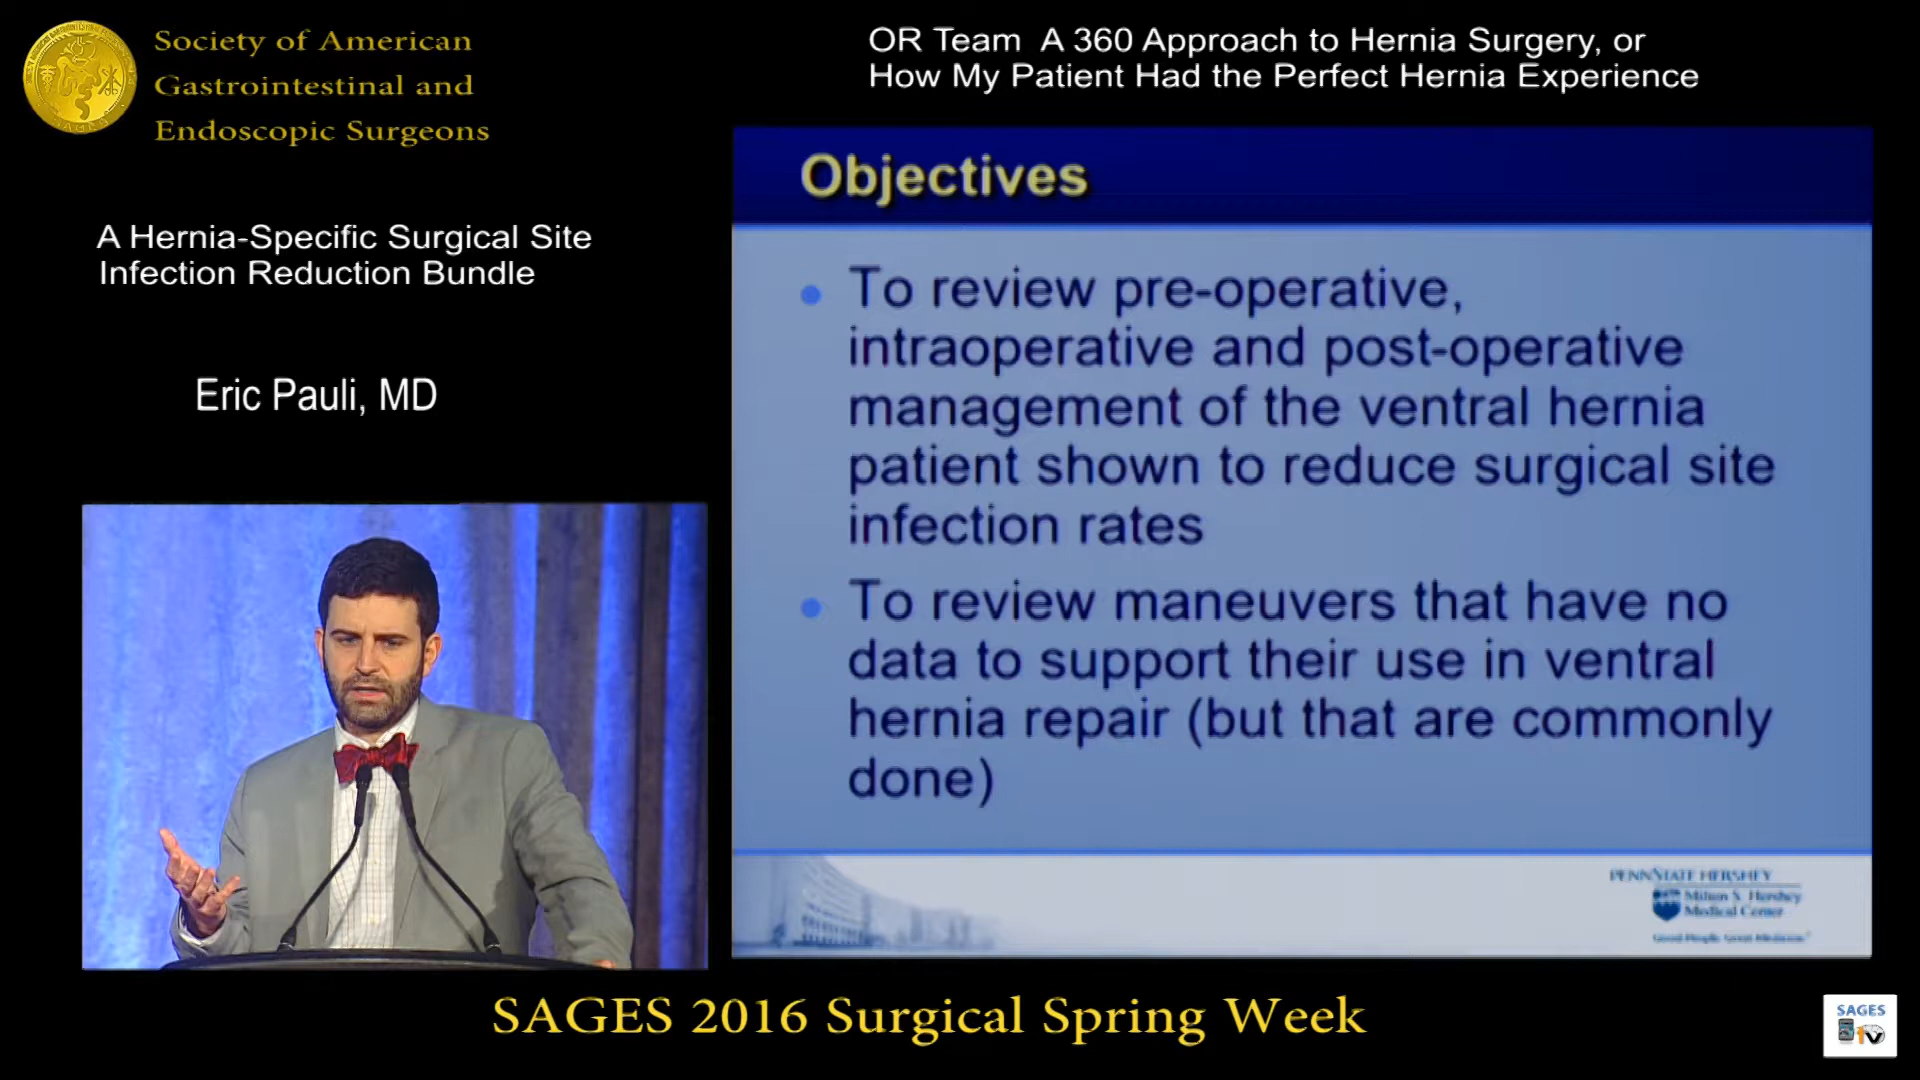 Society of American
Gastrointestinal and
Endoscopic Surgeons
OR Team A 360 Approach to Hernia Surgery, or
How My Patient Had the Perfect Hernia Experience
A Hernia-Specific Surgical Site
Infection Reduction Bundle
Eric Pauli, MD
Objectives
To review pre-operative,
intraoperative and post-operative
management of the ventral hernia
patient shown to reduce surgical site
infection rates
To review maneuvers that have no
data to support their use in ventral
hernia repair (but that are commonly
done)
PENNSTATE HERSHEY
Milton S. Hershey
Medical Center
SAGES 2016 Surgical Spring Week
SAGES
tv